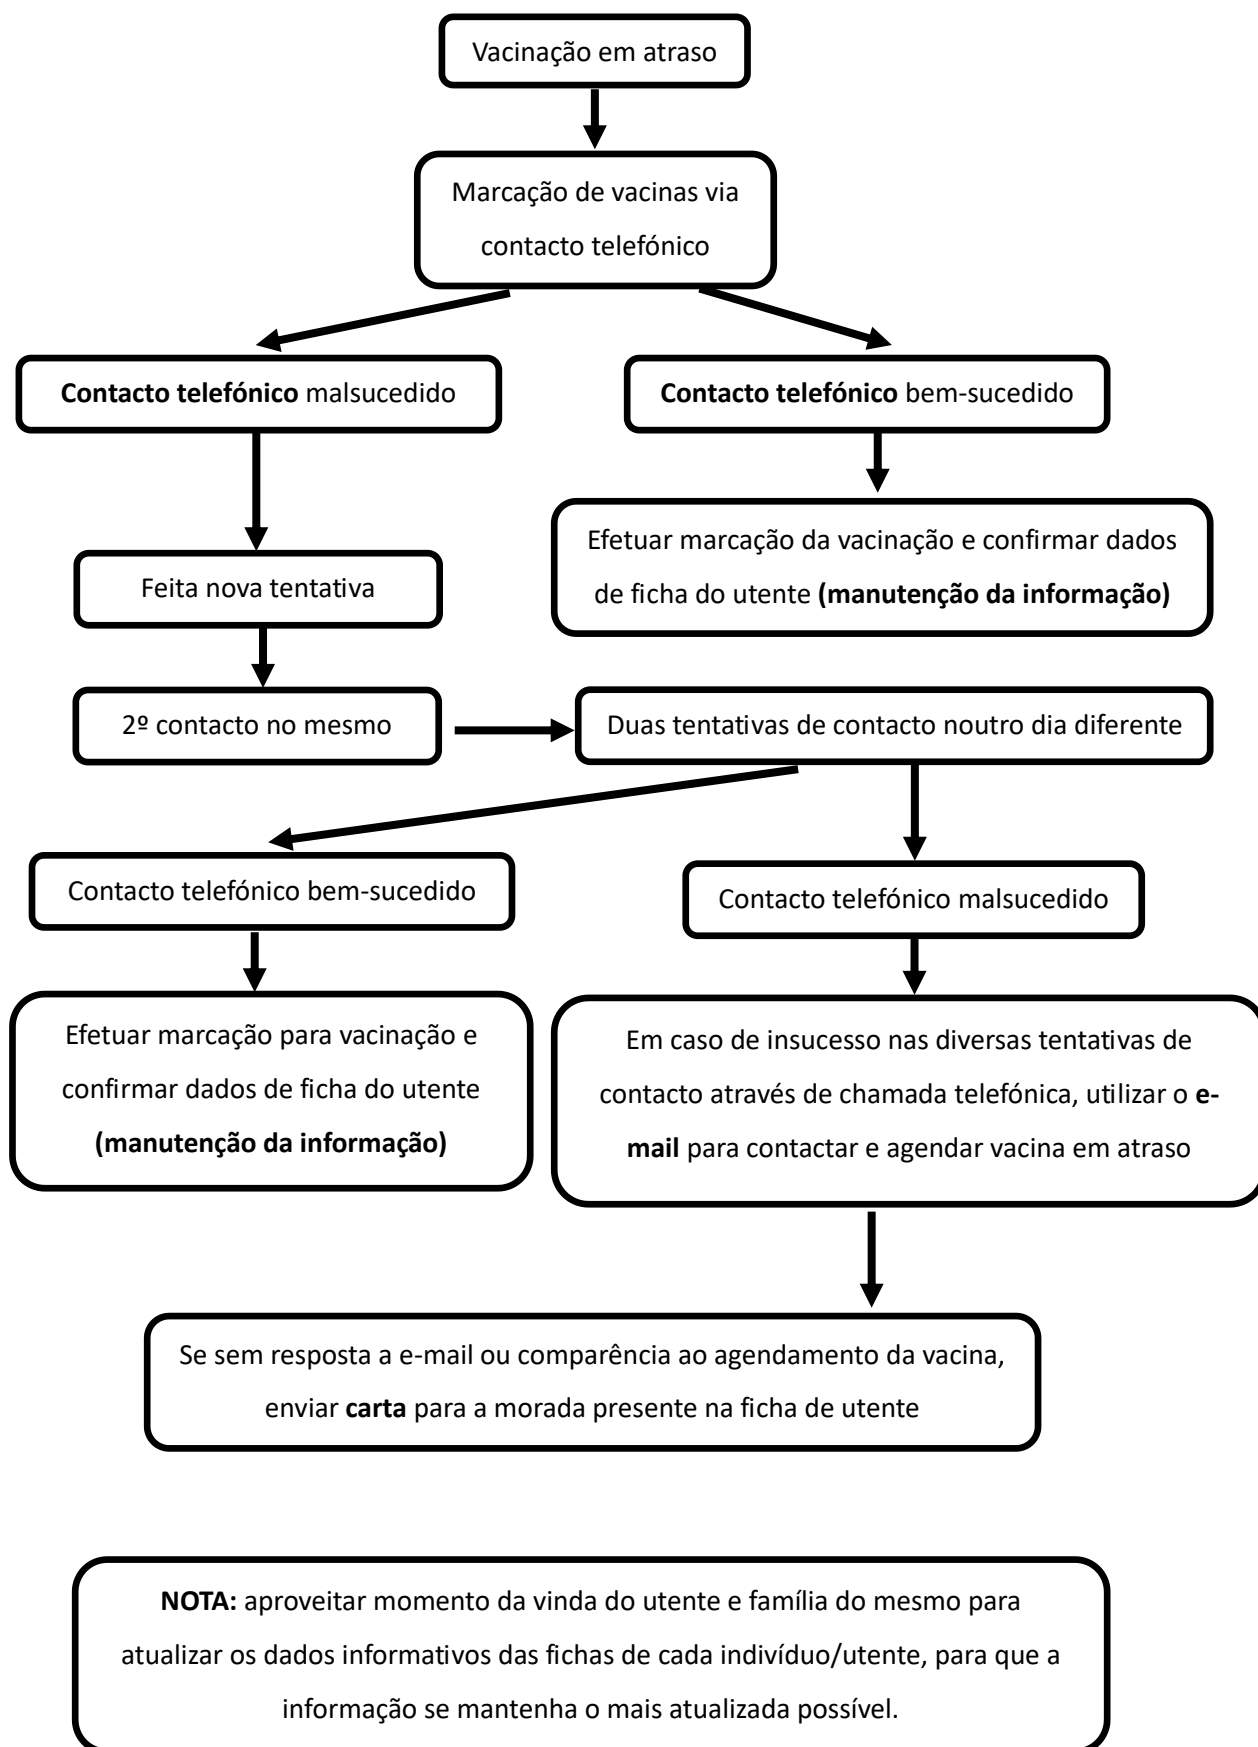 Vacinação em atraso
Marcação de vacinas via
contacto telefónico
Contacto telefónico malsucedido
Contacto telefónico bem-sucedido
Efetuar marcação da vacinação e confirmar dados
de ficha do utente (manutenção da informação)
Feita nova tentativa
2º contacto no mesmo
Duas tentativas de contacto noutro dia diferente
Contacto telefónico bem-sucedido
Contacto telefónico malsucedido
Efetuar marcação para vacinação e
confirmar dados de ficha do utente
(manutenção da informação)
Em caso de insucesso nas diversas tentativas de
contacto através de chamada telefónica, utilizar o e-
mail para contactar e agendar vacina em atraso
Se sem resposta a e-mail ou comparência ao agendamento da vacina,
enviar carta para a morada presente na ficha de utente
NOTA: aproveitar momento da vinda do utente e família do mesmo para
atualizar os dados informativos das fichas de cada indivíduo/utente, para que a
informação se mantenha o mais atualizada possível.